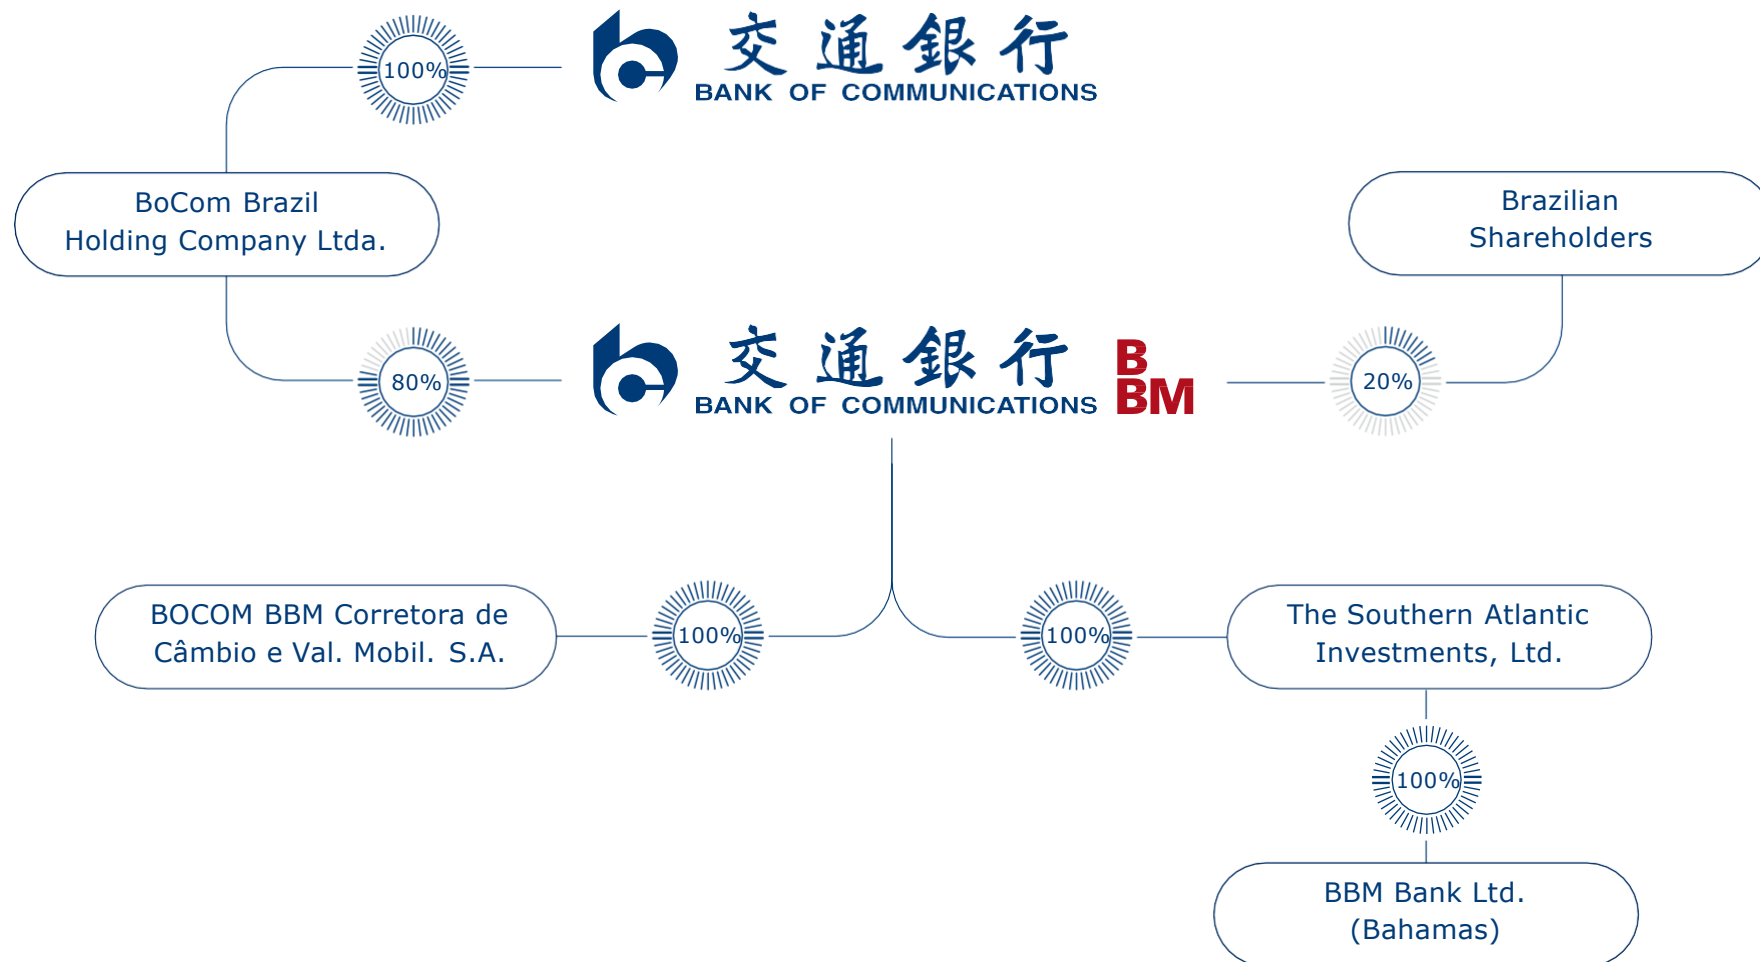 100%
交通銀行
BANK OF COMMUNICATIONS
BoCom Brazil
Holding Company Ltda.
Brazilian
Shareholders
80%
交通銀行
BANK OF COMMUNICATIONS
B
BM
20%
BOCOM BBM Corretora de
Câmbio e Val. Mobil. S.A.
100%
100%
The Southern Atlantic
Investments, Ltd.
100%
BBM Bank Ltd.
(Bahamas)